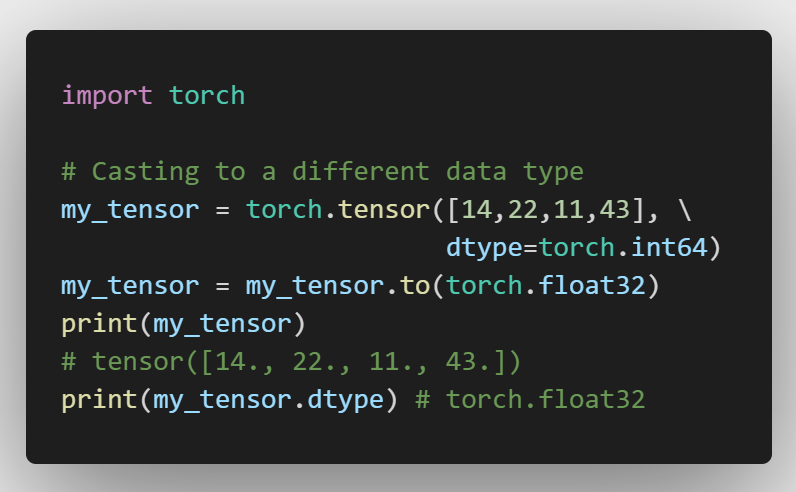 import torch
# Casting to a different data type
my_tensor = torch.tensor([14,22,11,43], \
dtype=torch.int64)
my_tensor = my_tensor.to(torch.float32)
print(my_tensor)
# tensor([14., 22., 11., 43.])
print(my_tensor.dtype) # torch.float32